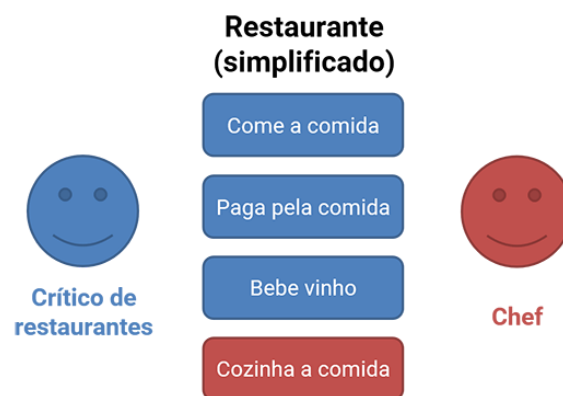 Restaurante
(simplificado)
Come a comida
Paga pela comida
Bebe vinho
Cozinha a comida
Crítico de
restaurantes
Chef